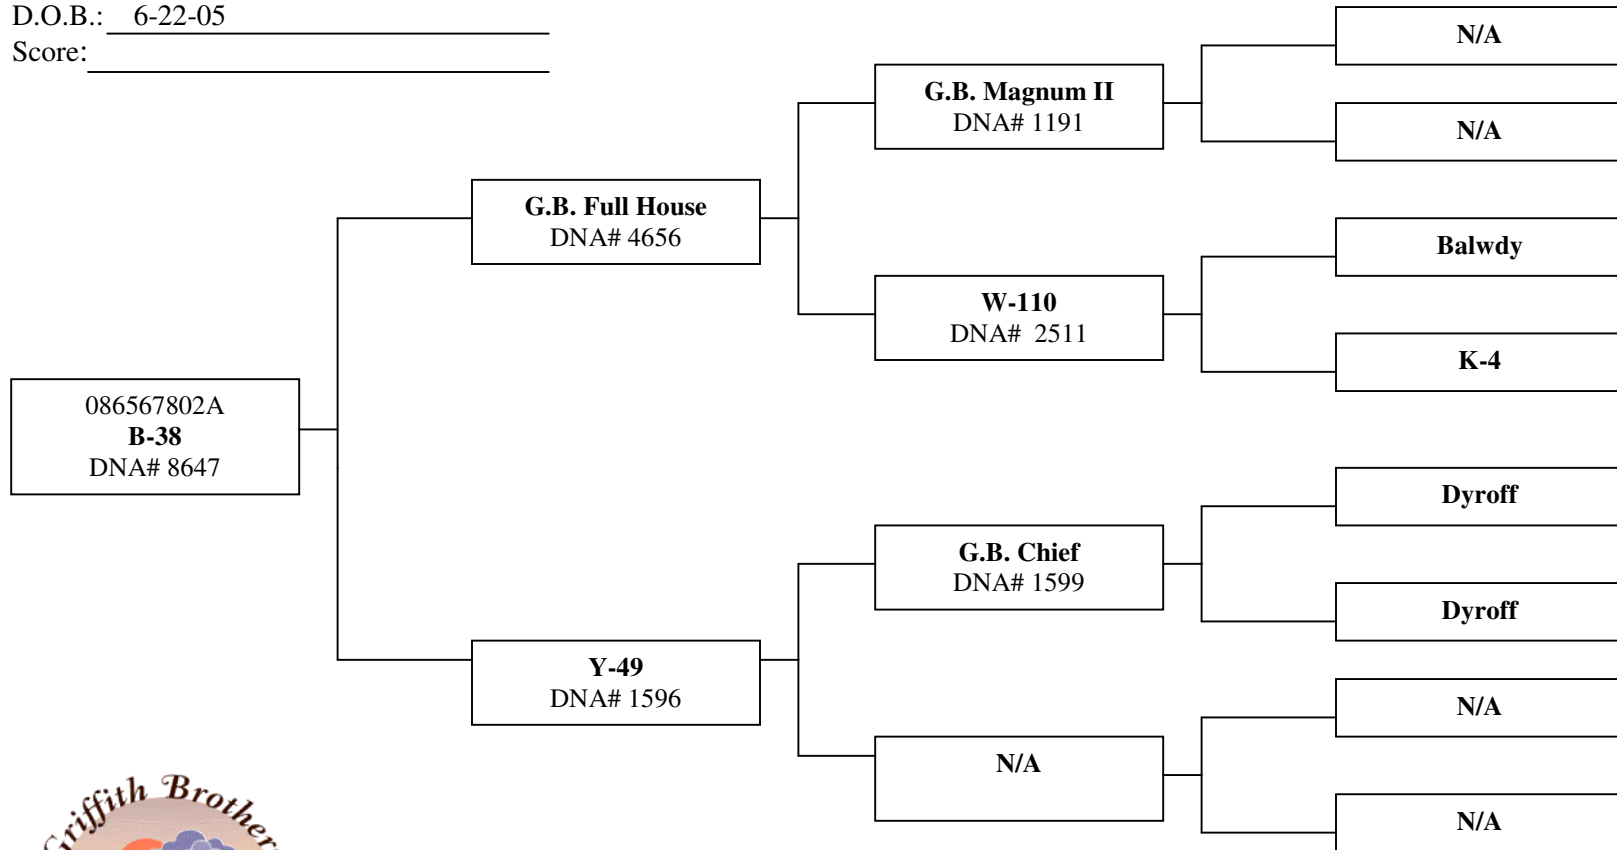 D.O.B.: 6-22-05
Score:
N/A
G.B. Magnum II
DNA# 1191
N/A
G.B. Full House
DNA# 4656
Balwdy
W-110
DNA# 2511
K-4
086567802A
B-38
DNA# 8647
Dyroff
G.B. Chief
DNA# 1599
Dyroff
Y-49
DNA# 1596
N/A
N/A
N/A
Griffith Brothers